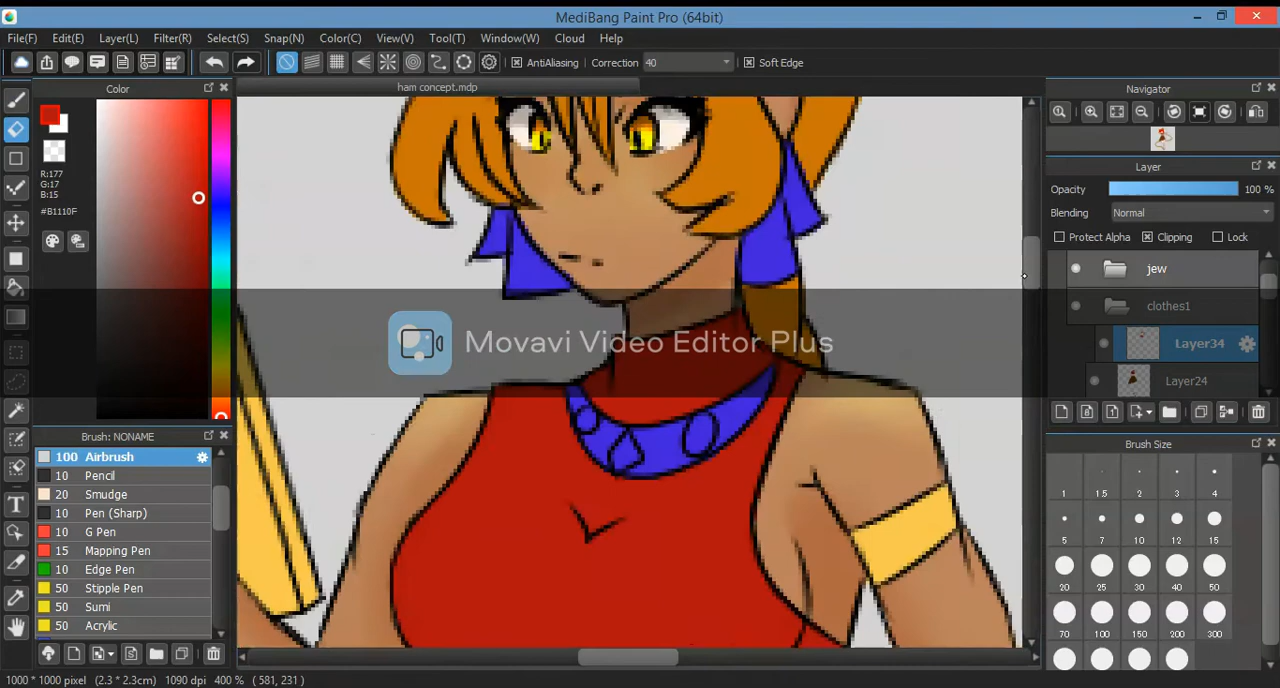 MediBang Paint Pro (64bit)
File(F) Edit(E) Layer(L) Filter(R) Select(S) Snap(N) Color(C) View(V) Tool(T) Window(W) Cloud Help
AntiAliasing Correction 40 Soft Edge
Color
ham concept.mdp
Navigator
R:177
G:17
B:15
#B1110F
Layer
Opacity 100 %
Blending Normal
Protect Alpha Clipping Lock
jew
clothes1
Layer34
Layer24
Movavi Video Editor Plus
Brush: NONAME
100 Airbrush
10 Pencil
20 Smudge
10 Pen (Sharp)
10 G Pen
15 Mapping Pen
10 Edge Pen
50 Stipple Pen
50 Sumi
50 Acrylic
Brush Size
1 1.5 2 3 4
5 7 10 12 15
20 25 30 40 50
70 100 150 200 300
1000 * 1000 pixel (2.3 * 2.3cm) 1090 dpi 400 % ( 581, 231 )